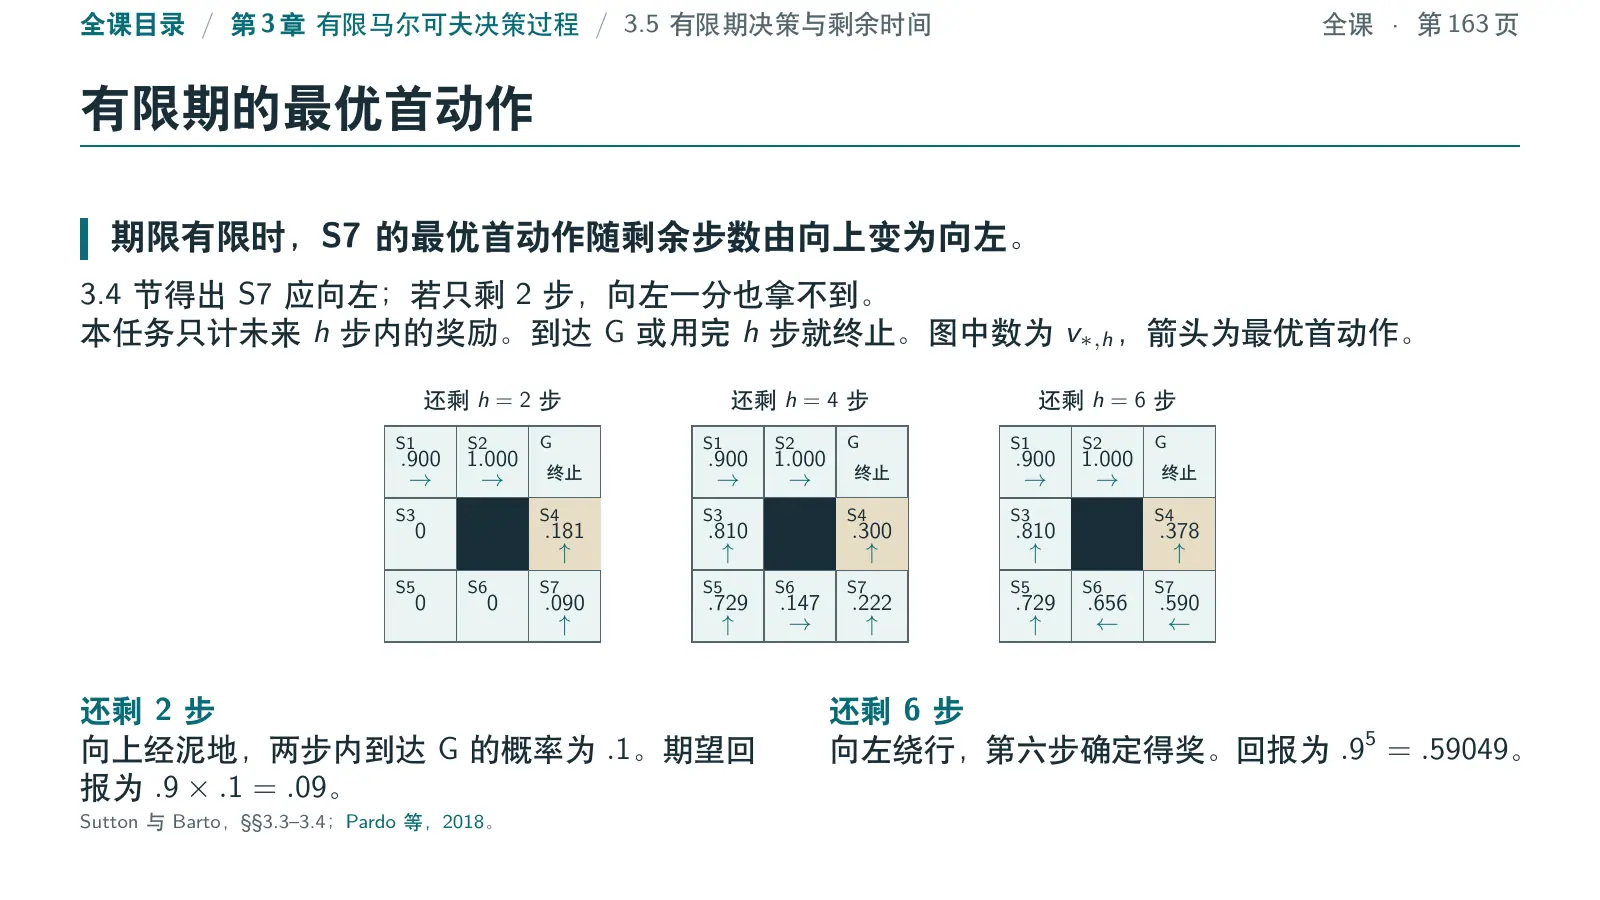 全课目录 / 第3章 有限马尔可夫决策过程 / 3.5 有限期决策与剩余时间
全课 · 第163页
有限期的最优首动作
期限有限时，S7 的最优首动作随剩余步数由向上变为向左。
3.4 节得出 S7 应向左；若只剩 2 步，向左一分也拿不到。
本任务只计未来 h 步内的奖励。到达 G 或用完 h 步就终止。图中数为 v∗,h，箭头为最优首动作。
还剩 h = 2 步
S1 S2 G
.900 1.000 终止
→ →
S3 S4
0 .181
↑
S5 S6 S7
0 0 .090
↑
还剩 h = 4 步
S1 S2 G
.900 1.000 终止
→ →
S3 S4
.810 .300
↑ ↑
S5 S6 S7
.729 .147 .222
↑ → ↑
还剩 h = 6 步
S1 S2 G
.900 1.000 终止
→ →
S3 S4
.810 .378
↑ ↑
S5 S6 S7
.729 .656 .590
↑ ← ←
还剩 2 步
向上经泥地，两步内到达 G 的概率为 .1。期望回
报为 .9 × .1 = .09。
还剩 6 步
向左绕行，第六步确定得奖。回报为 .9⁵ = .59049。
Sutton 与 Barto，§§3.3–3.4；Pardo 等，2018。